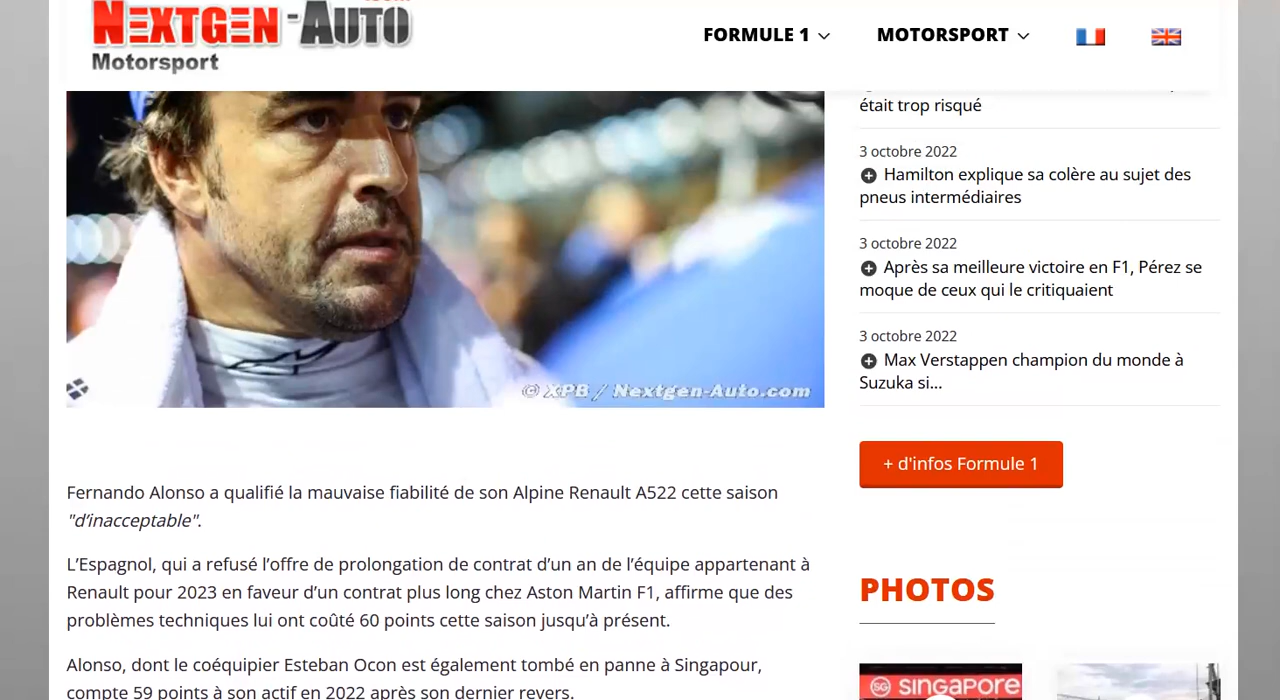 NEXTGEN-AUTO
Motorsport
FORMULE 1
MOTORSPORT
© XPB / Nextgen-Auto.com
Fernando Alonso a qualifié la mauvaise fiabilité de son Alpine Renault A522 cette saison
"d’inacceptable".
L’Espagnol, qui a refusé l’offre de prolongation de contrat d’un an de l’équipe appartenant à
Renault pour 2023 en faveur d’un contrat plus long chez Aston Martin F1, affirme que des
problèmes techniques lui ont coûté 60 points cette saison jusqu’à présent.
Alonso, dont le coéquipier Esteban Ocon est également tombé en panne à Singapour,
compte 59 points à son actif en 2022 après son dernier revers.
était trop risqué
3 octobre 2022
Hamilton explique sa colère au sujet des
pneus intermédiaires
3 octobre 2022
Après sa meilleure victoire en F1, Pérez se
moque de ceux qui le critiquaient
3 octobre 2022
Max Verstappen champion du monde à
Suzuka si...
+ d'infos Formule 1
PHOTOS
SG singapore